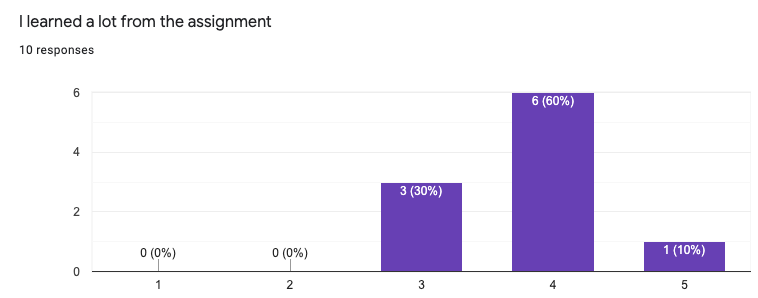 I learned a lot from the assignment
10 responses
6
6 (60%)
4
3 (30%)
2
0 (0%) 0 (0%) 1 (10%)
0
1 2 3 4 5